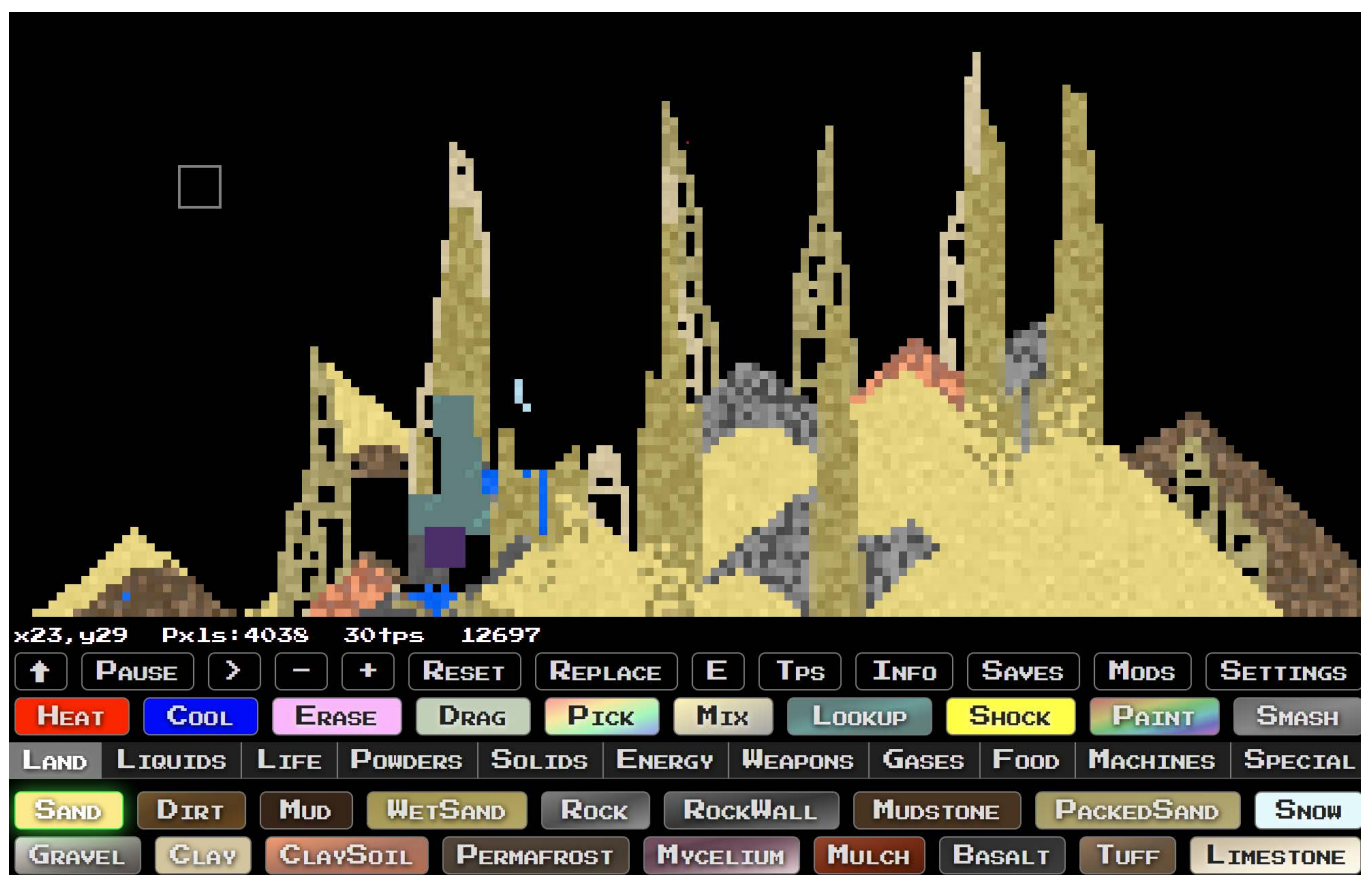 x23,y29 Pxls:4038 30tps 12697
↑ PAUSE > - + RESET REPLACE E TPS INFO SAVES MODS SETTINGS
HEAT COOL ERASE DRAG PICK MIX LOOKUP SHOCK PAINT SMASH
LAND LIQUIDS LIFE POWDERS SOLIDS ENERGY WEAPONS GASES FOOD MACHINES SPECIAL
SAND DIRT MUD WETSAND ROCK ROCKWALL MUDSTONE PACKEDSAND SNOW
GRAVEL CLAY CLAYSOIL PERMAFROST MYCELIUM MULCH BASALT TUFF LIMESTONE